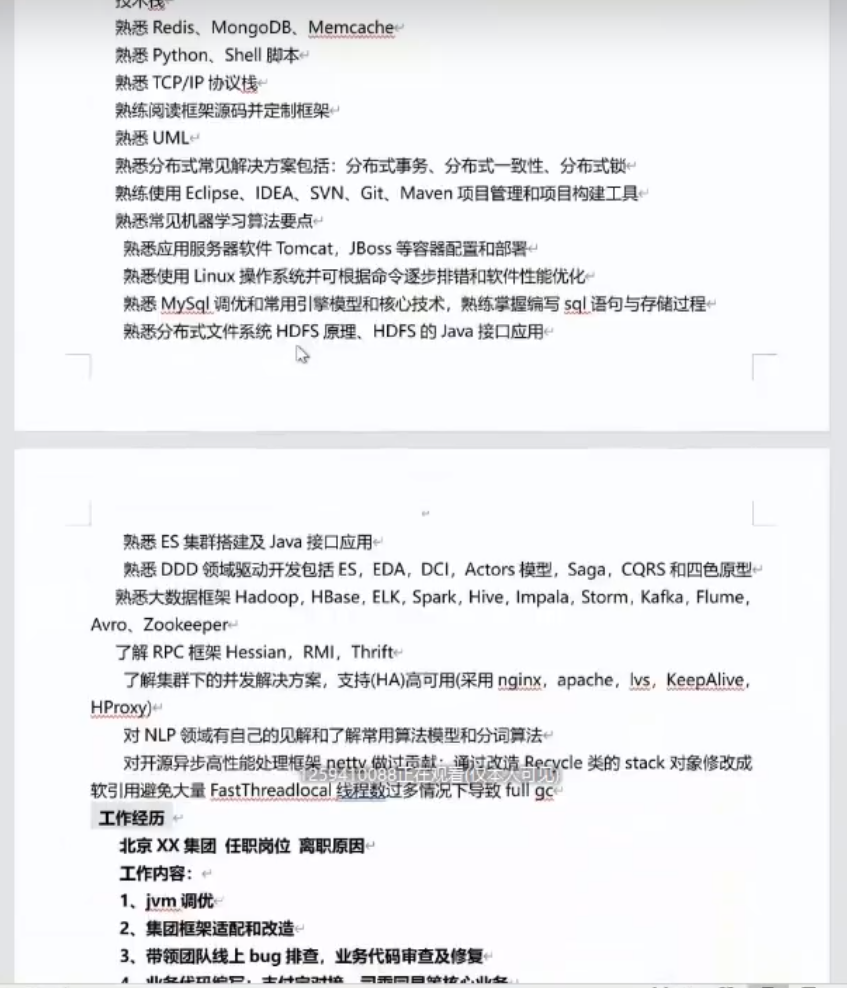 技术栈
熟悉 Redis、MongoDB、Memcache
熟悉 Python、Shell 脚本
熟悉 TCP/IP 协议栈
熟练阅读框架源码并定制框架
熟悉 UML
熟悉分布式常见解决方案包括：分布式事务、分布式一致性、分布式锁
熟练使用 Eclipse、IDEA、SVN、Git、Maven 项目管理和项目构建工具
熟悉常见机器学习算法要点
熟悉应用服务器软件 Tomcat，JBoss 等容器配置和部署
熟悉使用 Linux 操作系统并可根据命令逐步排错和软件性能优化
熟悉 MySql 调优和常用引擎模型和核心技术，熟练掌握编写 sql 语句与存储过程
熟悉分布式文件系统 HDFS 原理、HDFS 的 Java 接口应用
熟悉 ES 集群搭建及 Java 接口应用
熟悉 DDD 领域驱动开发包括 ES，EDA，DCI，Actors 模型，Saga，CQRS 和四色原型
熟悉大数据框架 Hadoop，HBase，ELK，Spark，Hive，Impala，Storm，Kafka，Flume，
Avro、Zookeeper
了解 RPC 框架 Hessian，RMI，Thrift
了解集群下的并发解决方案，支持(HA)高可用(采用 nginx，apache，lvs，KeepAlive，
HProxy)
对 NLP 领域有自己的见解和了解常用算法模型和分词算法
对开源异步高性能处理框架 netty 做过贡献：通过改造 Recycle 类的 stack 对象修改成
1259410088正在观看(仅本人可见)
软引用避免大量 FastThreadlocal 线程数过多情况下导致 full gc
工作经历
北京 XX 集团 任职岗位 离职原因
工作内容：
1、jvm 调优
2、集团框架适配和改造
3、带领团队线上 bug 排查，业务代码审查及修复
4、业务代码编写：支付宝对接、